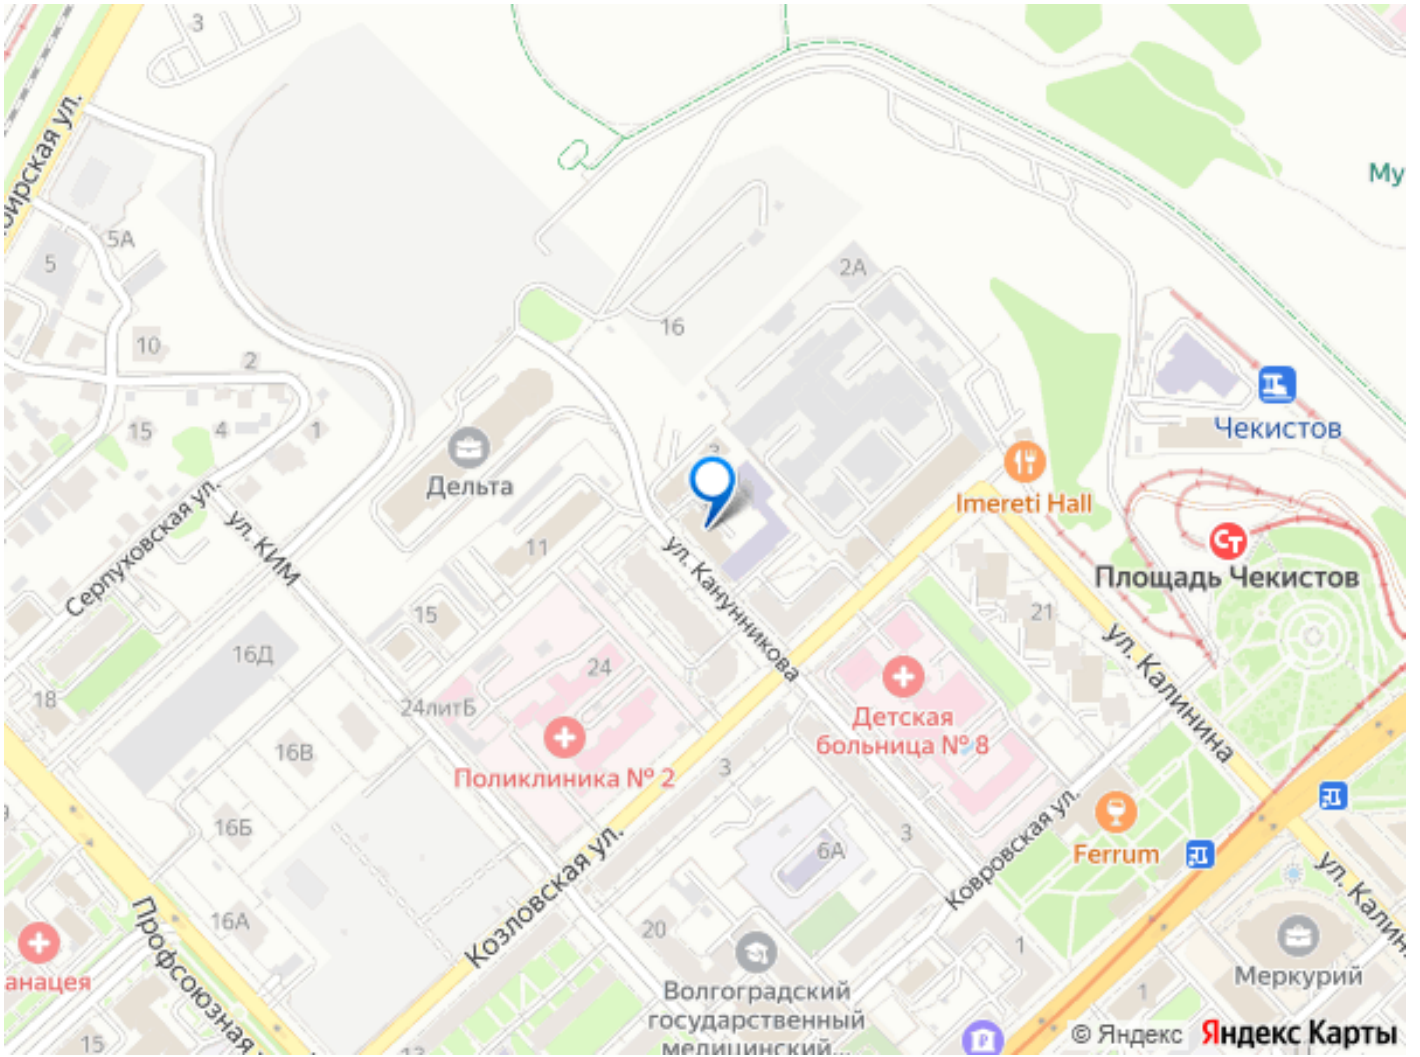 3
Му
5А
5
2А
16
10
2
15
4
1
Чекистов
Дельта
Imereti Hall
Серпуховская ул.
ул. КИМ
11
ул. Канунникова
Площадь Чекистов
15
21
ул. Калинина
16Д
24
18
24литБ
Детская
больница № 8
16В
Поликлиника № 2
3
16Б
3
6А
Ferrum
Ковровская ул.
Козловская ул.
16А
20
1
Профсоюзная
анацея
Меркурий
Волгоградский
государственный
медицинский...
1
15
13
© Яндекс Яндекс Карты